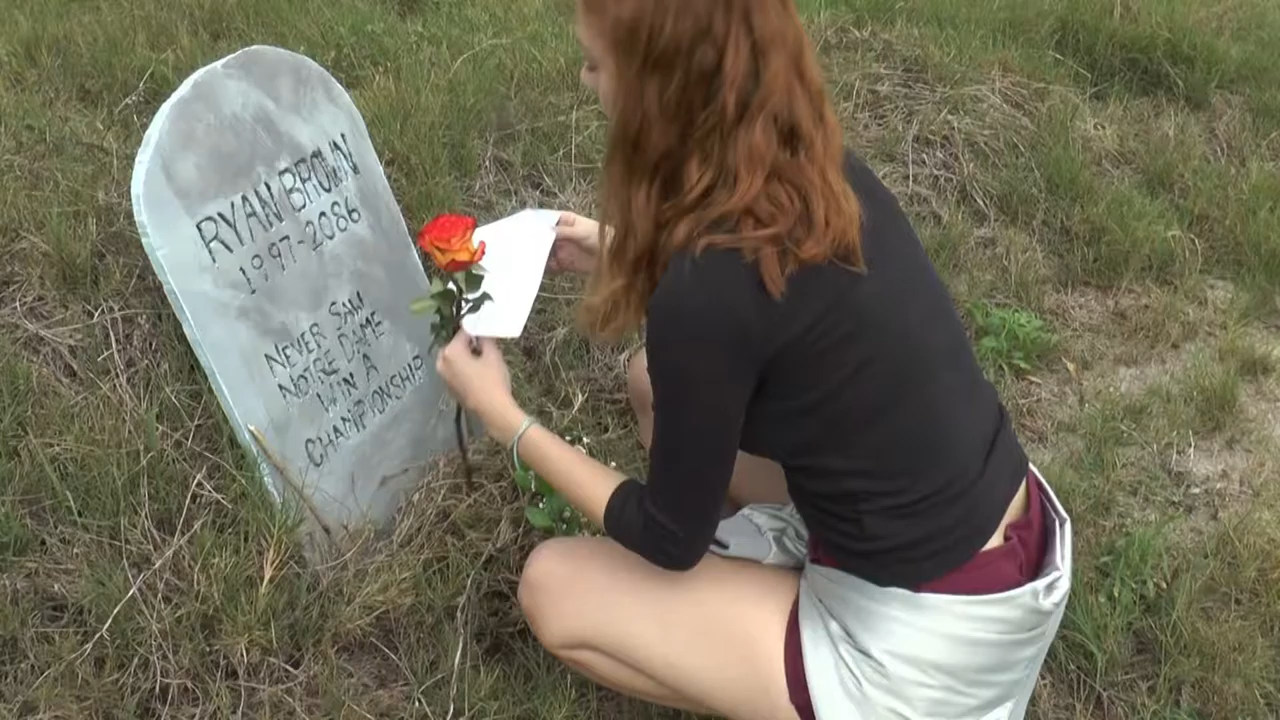 RYAN BROWN
1997-2086
NEVER SAW
NOTRE DAME
WIN A
CHAMPIONSHIP